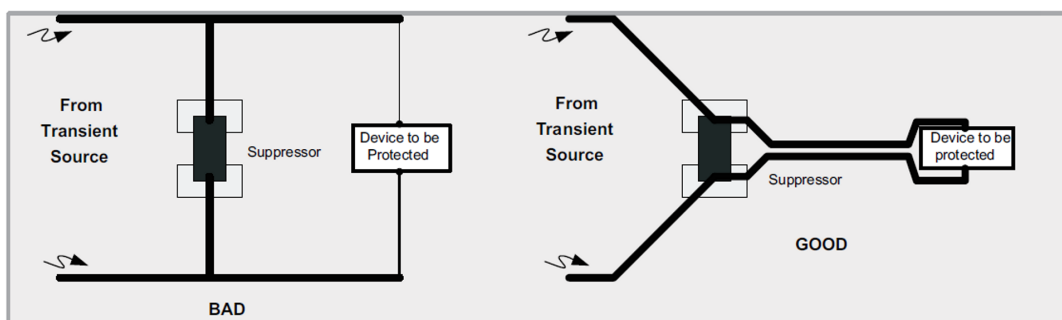 From
Transient
Source
Suppressor
Device to be
Protected
BAD
From
Transient
Source
Suppressor
Device to be
protected
GOOD